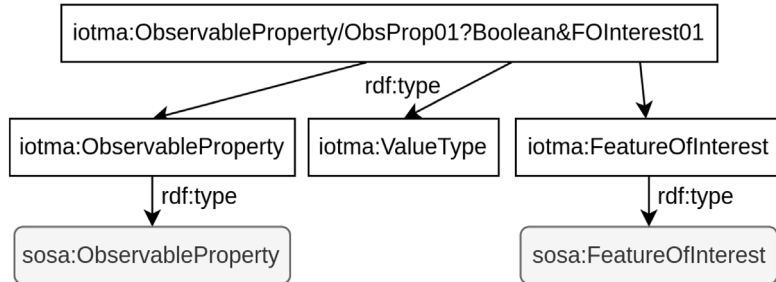 iotma:ObservableProperty/ObsProp01?Boolean&FOInterest01
rdf:type
iotma:ObservableProperty
iotma:ValueType
iotma:FeatureOfInterest
rdf:type
rdf:type
sosa:ObservableProperty
sosa:FeatureOfInterest